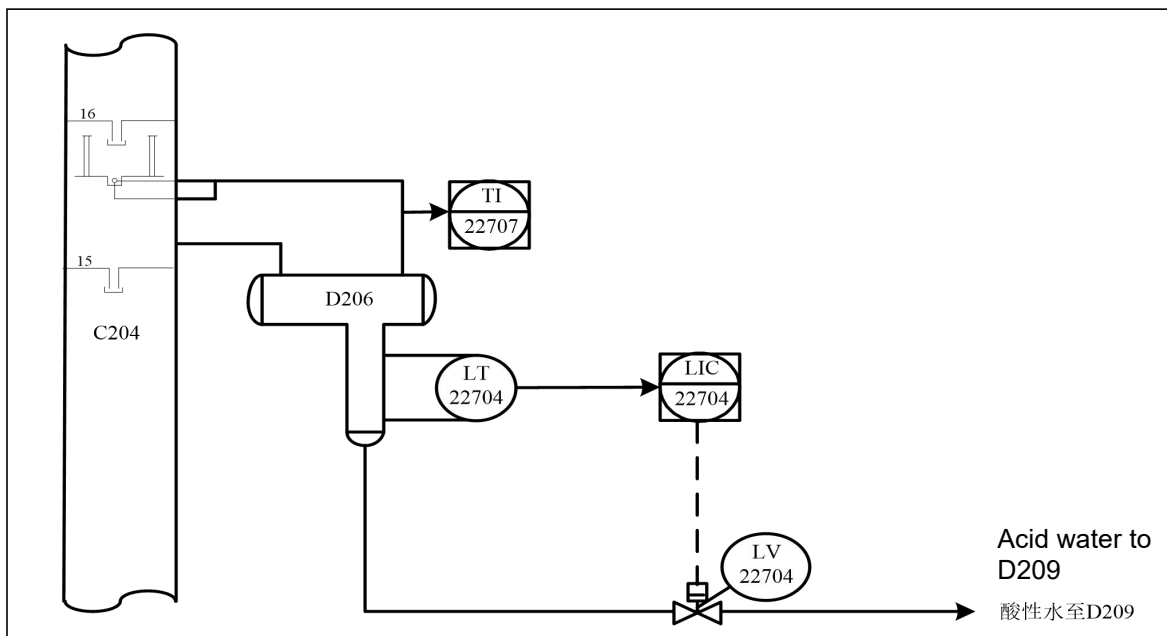 16
TI
22707
15
D206
C204
LT
22704
LIC
22704
LV
22704
Acid water to
D209
酸性水至D209